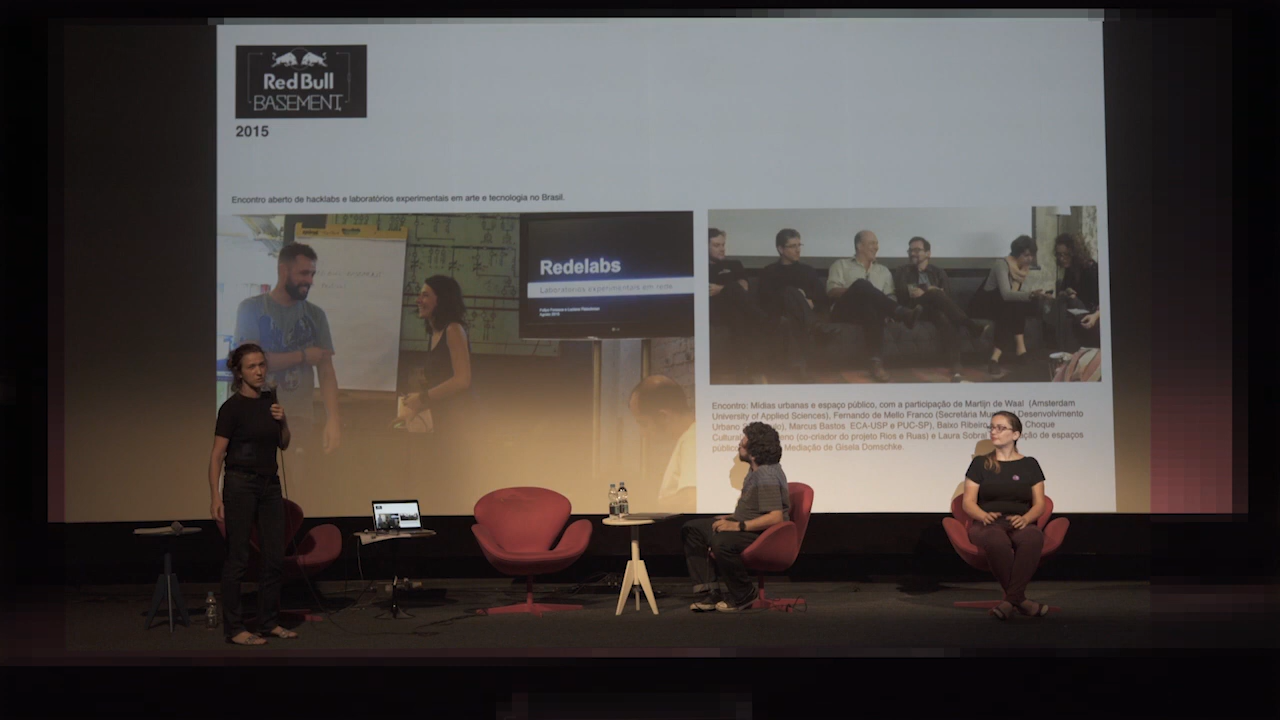 Red Bull
BASEMENT
2015
Encontro aberto de hacklabs e laboratórios experimentais em arte e tecnologia no Brasil.
Redelabs
Laboratórios experimentais em rede
Encontro: Mídias urbanas e espaço público, com a participação de Martijn de Waal (Amsterdam
University of Applied Sciences), Fernando de Mello Franco (Secretária Desenvolvimento
Urbano Marcus Bastos ECA-USP e PUC-SP), Baixo Ribeiro Choque
Cultural (co-criador do projeto Rios e Ruas) e Laura Sobral de espaços
Mediação de Gisela Domschke.